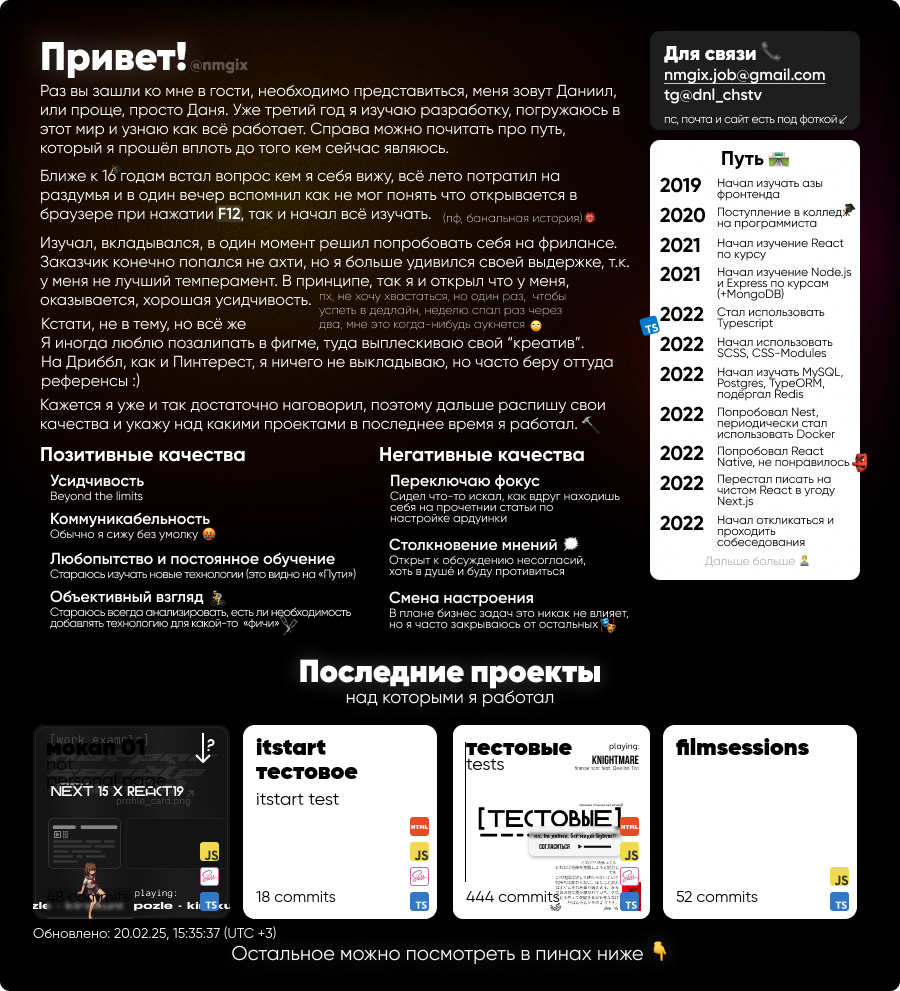 Привет! @nmgix
Раз вы зашли ко мне в гости, необходимо представиться, меня зовут Даниил,
или проще, просто Даня. Уже третий год я изучаю разработку, погружаюсь в
этот мир и узнаю как всё работает. Справа можно почитать про путь,
который я прошёл вплоть до того кем сейчас являюсь.
Ближе к 16 годам встал вопрос кем я себя вижу, всё лето потратил на
раздумья и в один вечер вспомнил как не мог понять что открывается в
браузере при нажатии F12, так и начал всё изучать. (пф, банальная история)
Изучал, вкладывался, в один момент решил попробовать себя на фрилансе.
Заказчик конечно попался не ахти, но я больше удивился своей выдержке, т.к.
у меня не лучший темперамент. В принципе, так я и открыл что у меня,
оказывается, хорошая усидчивость.
пх, не хочу хвастаться, но один раз, чтобы
успеть в дедлайн, неделю спал раз через
два, мне это когда-нибудь аукнется
Кстати, не в тему, но всё же
Я иногда люблю позалипать в фигме, туда выплескиваю свой “креатив”.
На Дриббл, как и Пинтерест, я ничего не выкладываю, но часто беру оттуда
референсы :)
Кажется я уже и так достаточно наговорил, поэтому дальше распишу свои
качества и укажу над какими проектами в последнее время я работал.
Позитивные качества
Усидчивость
Beyond the limits
Коммуникабельность
Обычно я сижу без умолку
Любопытство и постоянное обучение
Стараюсь изучать новые технологии (это видно на «Пути»)
Объективный взгляд
Стараюсь всегда анализировать, есть ли необходимость
добавлять технологию для какой-то «фичи»
Негативные качества
Переключаю фокус
Сидел что-то искал, как вдруг находишь
себя на прочетнии статьи по
настройке ардуинки
Столкновение мнений
Открыт к обсуждению несогласий,
хоть в душе и буду противиться
Смена настроения
В плане бизнес задач это никак не влияет,
но я часто закрываюсь от остальных
Для связи
nmgix.job@gmail.com
tg@dnl_chstv
пс, почта и сайт есть под фоткой↙
Путь
2019 Начал изучать азы
фронтенда
2020 Поступление в колледж
на программиста
2021 Начал изучение React
по курсу
2021 Начал изучение Node.js
и Express по курсам
(+MongoDB)
TS
2022 Стал использовать
Typescript
2022 Начал использовать
SCSS, CSS-Modules
2022 Начал изучать MySQL,
Postgres, TypeORM,
подёргал Redis
2022 Попробовал Nest,
периодически стал
использовать Docker
2022 Попробовал React
Native, не понравилось
2022 Перестал писать на
чистом React в угоду
Next.js
2022 Начал откликаться и
проходить
собеседования
Дальше больше
Последние проекты
над которыми я работал
[work example]
мокап 01
?
not
personal page
NEXT 15 X REACT19
profile_card.png
JS
Sass
48 commits
playing:
TS
pozle - ki
itstart
тестовое
itstart test
HTML
JS
Sass
18 commits
TS
тестовые
tests
playing:
KNIGHTMARE
[ТЕСТОВЫЕ]
HTML
СОГЛАСИТЬСЯ
JS
Sass
444 commits
TS
filmsessions
JS
52 commits
TS
Обновлено: 20.02.25, 15:35:37 (UTC +3)
Остальное можно посмотреть в пинах ниже